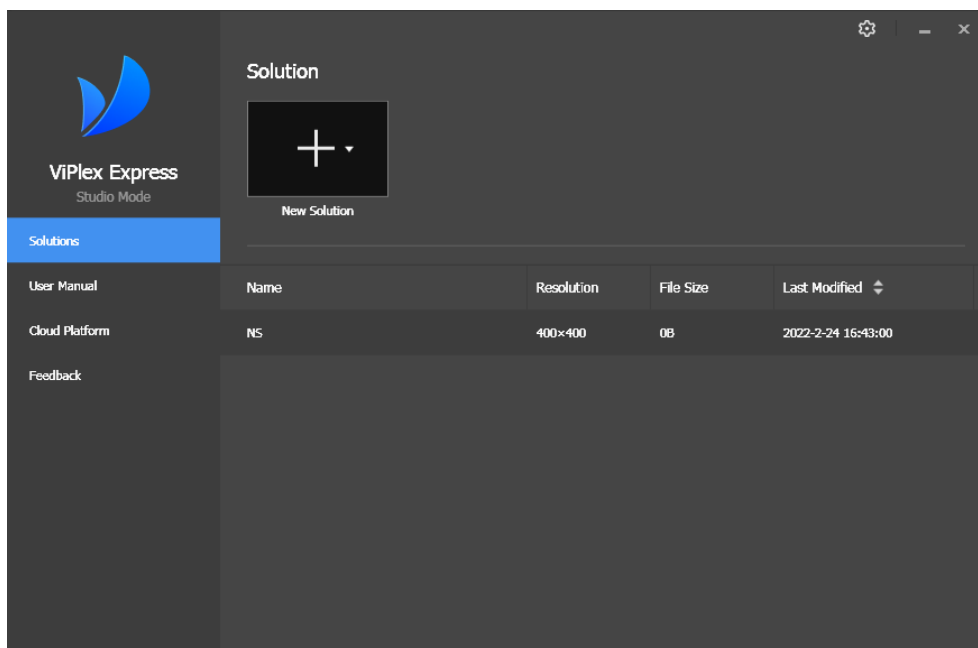 ViPlex Express
Studio Mode
Solutions
User Manual
Cloud Platform
Feedback
Solution
New Solution
Name Resolution File Size Last Modified
NS 400×400 0B 2022-2-24 16:43:00